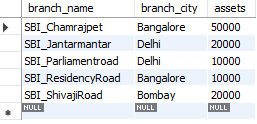 branch_name branch_city assets
SBI_Chamrajpet Bangalore 50000
SBI_Jantarmantar Delhi 20000
SBI_Parliamentroad Delhi 10000
SBI_ResidencyRoad Bangalore 10000
SBI_ShivajiRoad Bombay 20000
NULL NULL NULL